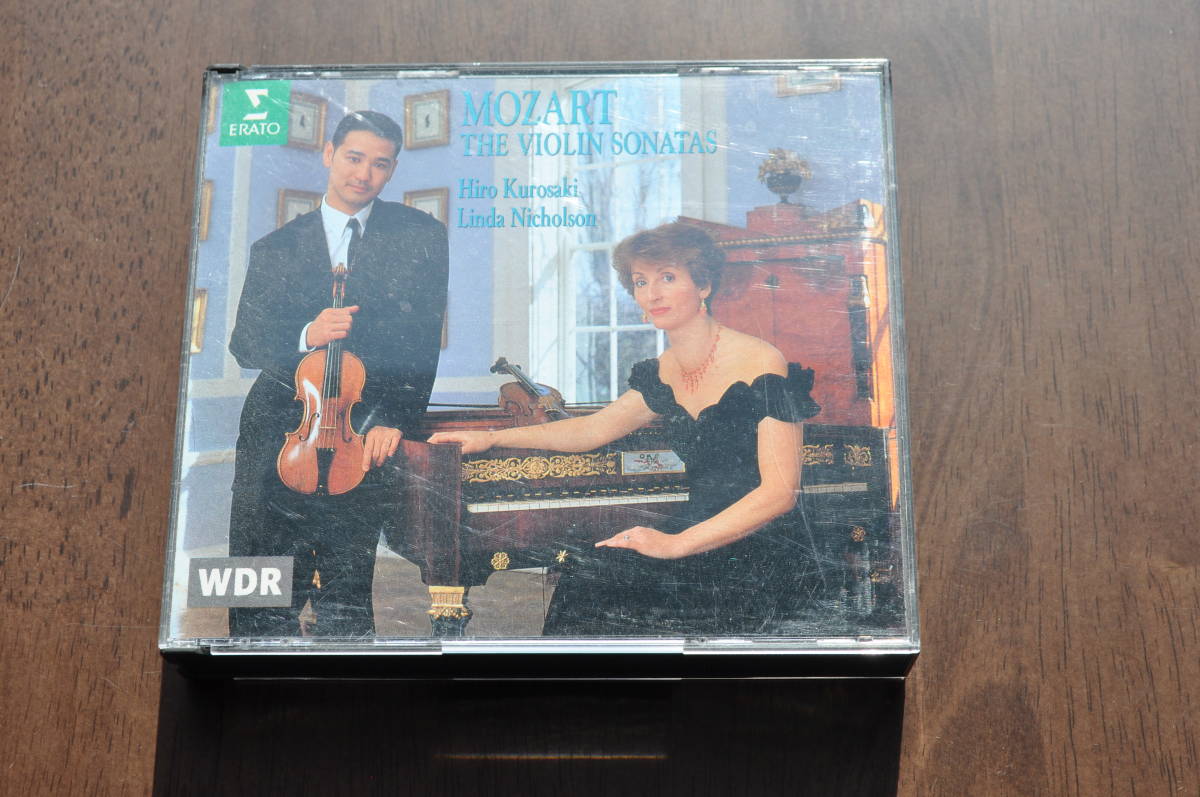 ERATO
MOZART
THE VIOLIN SONATAS
Hiro Kurosaki
Linda Nicholson
WDR